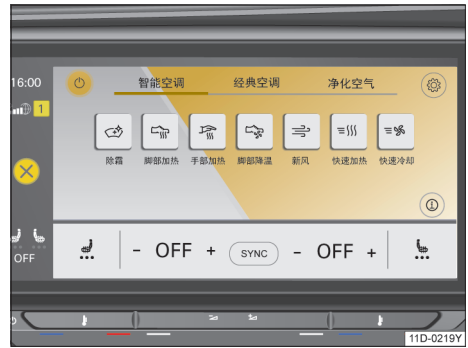 16:00
智能空调
经典空调
净化空气
1
除霜
脚部加热
手部加热
脚部降温
新风
快速加热
快速冷却
OFF
- OFF +
SYNC
- OFF +
11D-0219Y